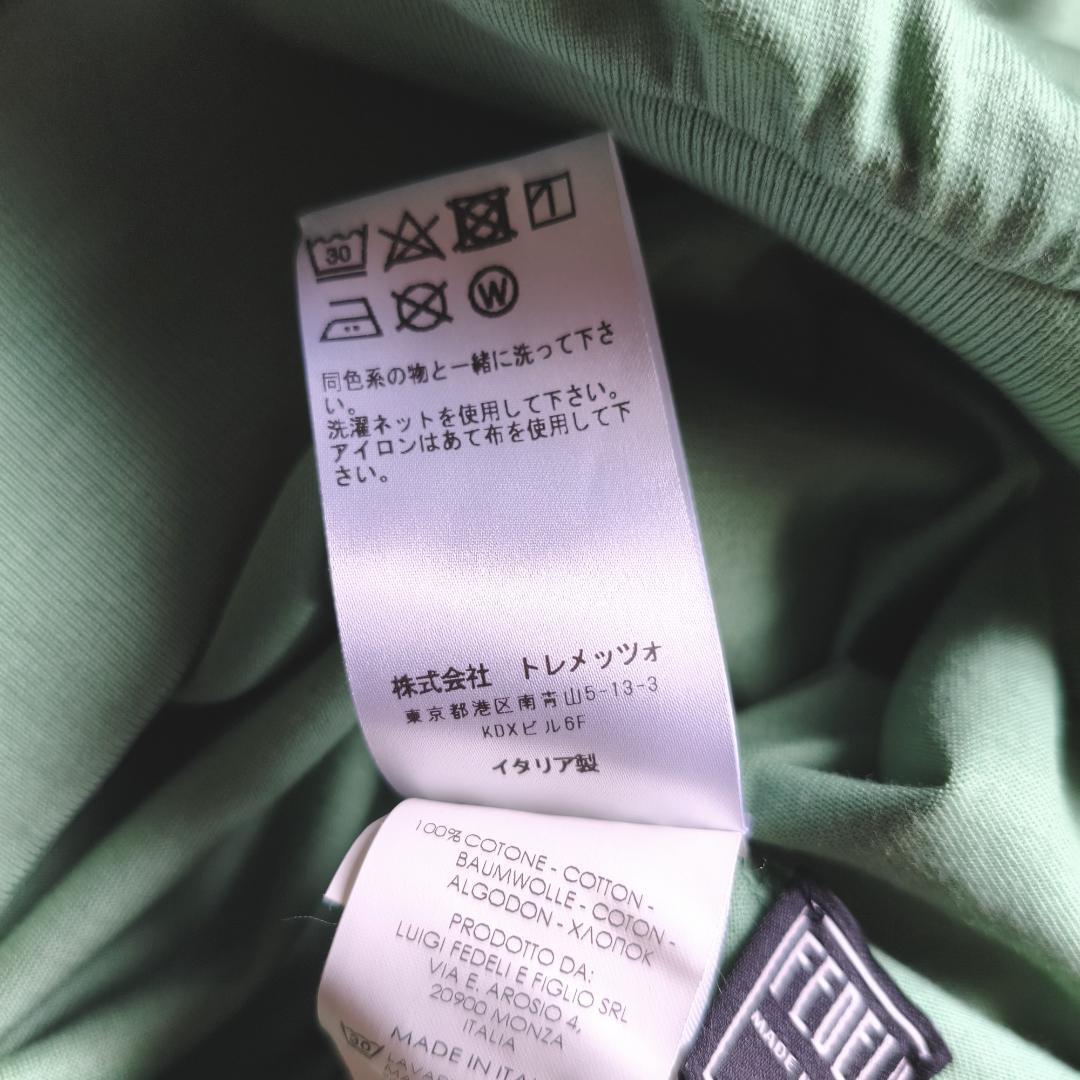 30
W
同色系の物と一緒に洗って下さ
い。
洗濯ネットを使用して下さい。
アイロンはあて布を使用して下
さい。
株式会社 トレメッツォ
東京都港区南青山5-13-3
KDXビル6F
イタリア製
100% COTONE - COTTON -
BAUMWOLLE - COTON -
ALGODON - ХЛОПОК
PRODOTTO DA:
LUIGI FEDELI E FIGLIO SRL
VIA E. AROSIO 4,
20900 MONZA
ITALIA
MADE IN
30
FEDELI
MADE